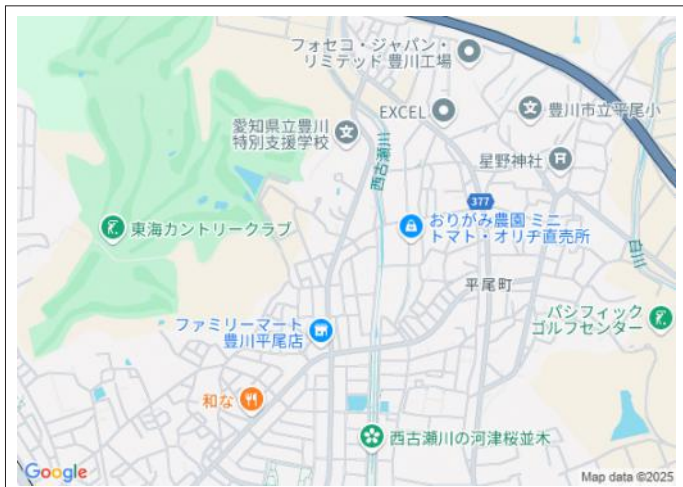 フォセコ・ジャパン・
リミテッド 豊川工場
EXCEL
豊川市立平尾小
愛知県立豊川
特別支援学校
西古瀬川
星野神社
377
東海カントリークラブ
おりがみ農園 ミニ
トマト・オリヂ直売所
白川
平尾町
パシフィック
ゴルフセンター
ファミリーマート
豊川平尾店
和な
西古瀬川の河津桜並木
Google
Map data ©2025